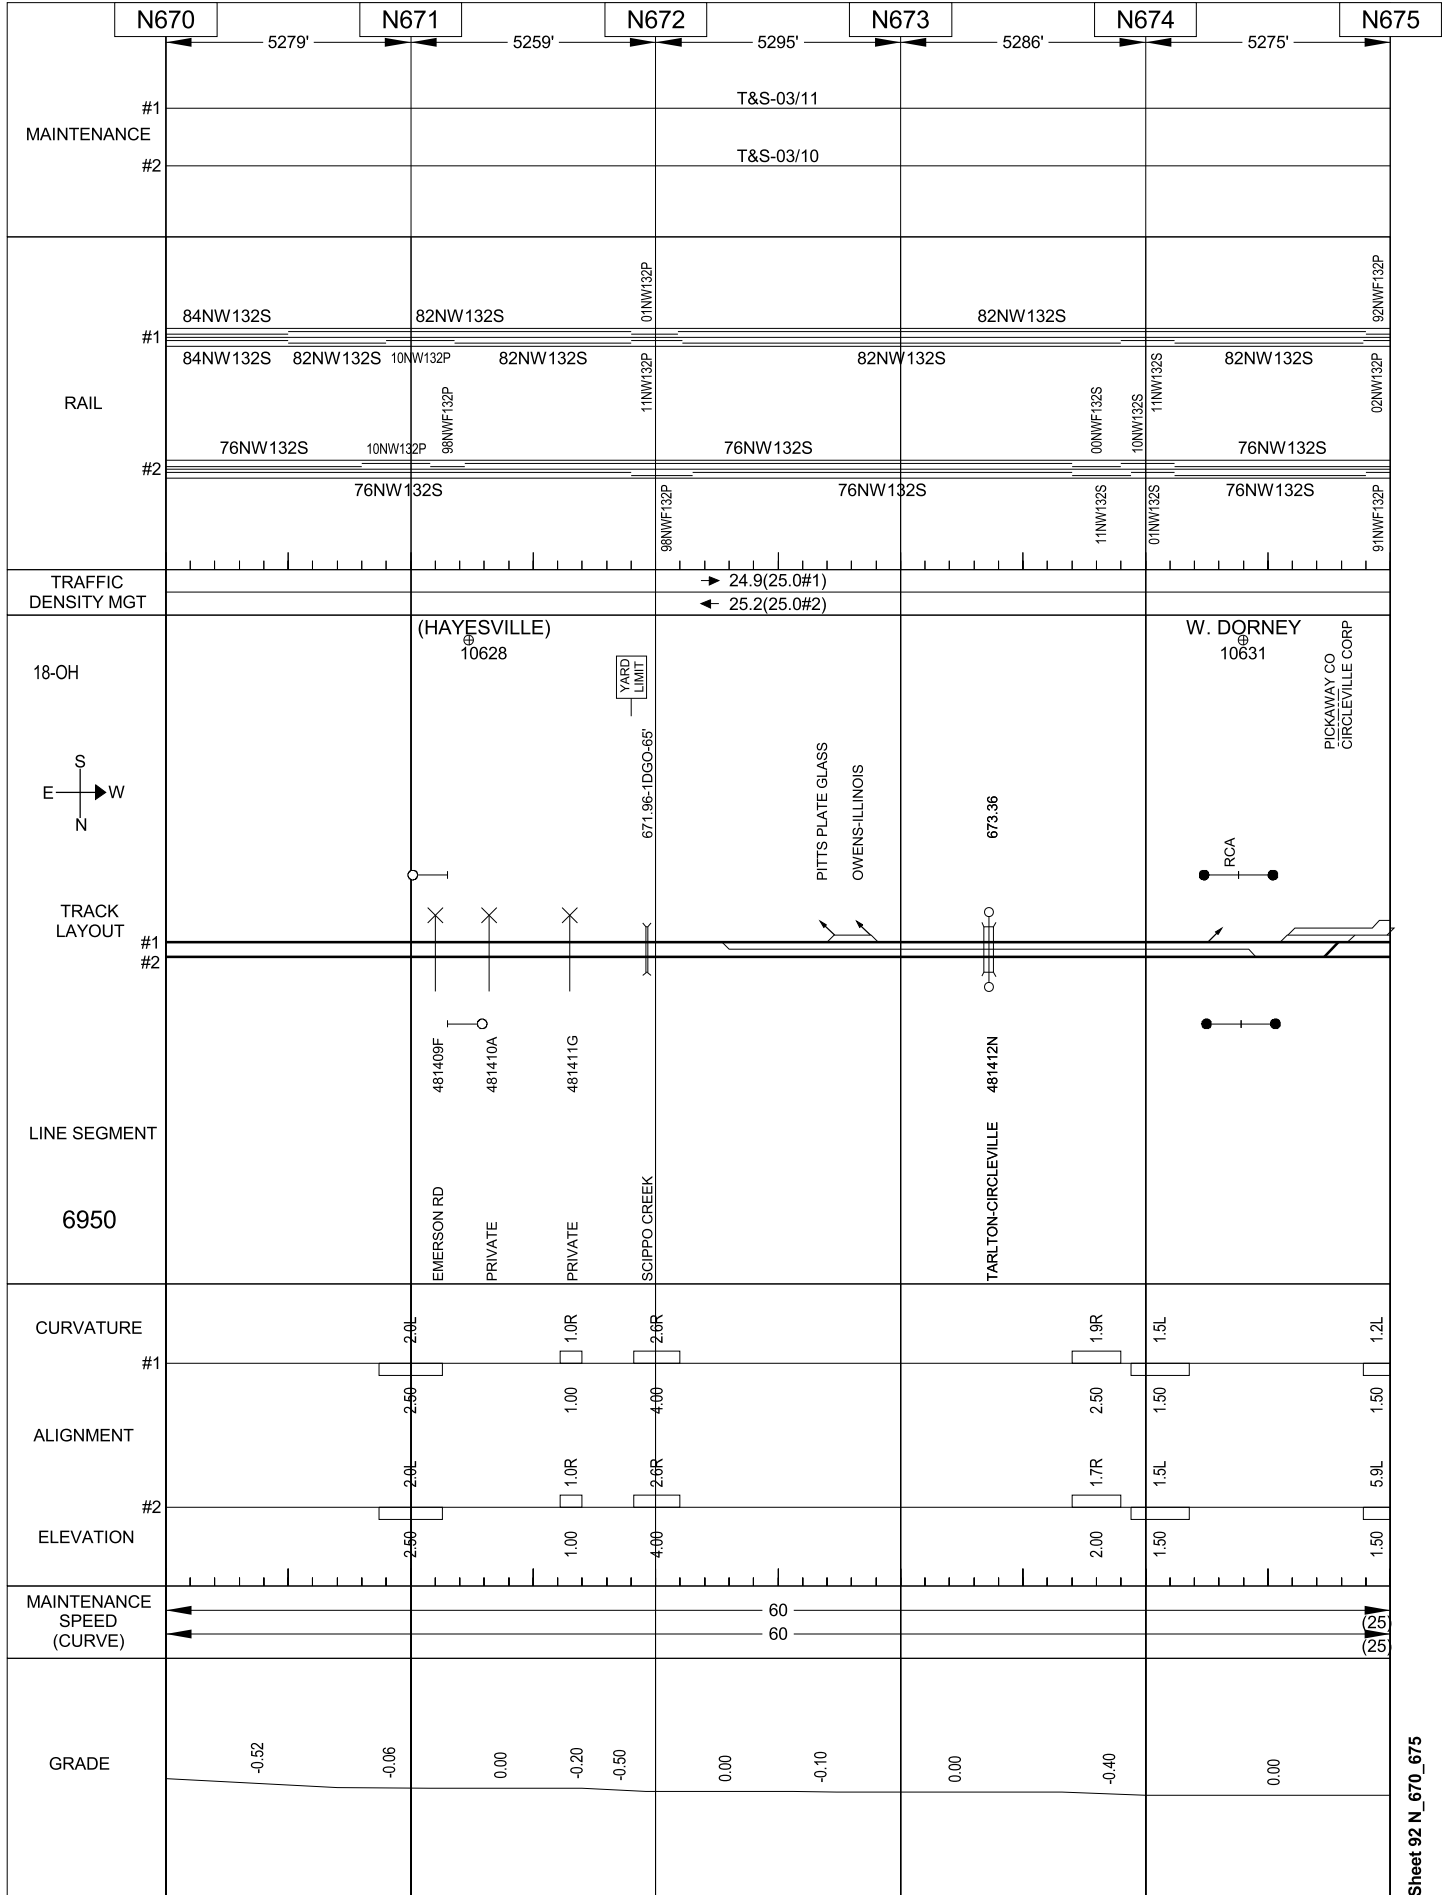 N670 N671 N672 N673 N674 N675
5279' 5259' 5295' 5286' 5275'
#1 T&S-03/11
MAINTENANCE
#2 T&S-03/10
01NW132P 92NWF132P
84NW132S 82NW132S 82NW132S
#1
84NW132S 82NW132S 10NW132P 82NW132S 82NW132S 82NW132S
11NW132P 11NW132S 02NW132P
RAIL
98NWF132P 00NWF132S 10NW132S
76NW132S 10NW132P 76NW132S 76NW132S
#2
76NW132S 76NW132S 76NW132S
98NWF132P 11NW132S 01NW132S 91NWF132P
TRAFFIC
DENSITY MGT
24.9(25.0#1)
25.2(25.0#2)
(HAYESVILLE) W. DORNEY
10628 10631
18-OH
YARD
LIMIT
PICKAWAY CO
CIRCLEVILLE CORP
S
E W
N
671.96-1DGO-65'
PITTS PLATE GLASS
OWENS-ILLINOIS
673.36
RCA
TRACK
LAYOUT
#1
#2
481409F 481410A 481411G 481412N
LINE SEGMENT
6950
EMERSON RD
PRIVATE
PRIVATE
SCIPPO CREEK
TARLTON-CIRCLEVILLE
CURVATURE
2.0L 1.0R 2.6R 1.9R 1.5L 1.2L
#1
2.50 1.00 4.00 2.50 1.50 1.50
ALIGNMENT
2.0L 1.0R 2.6R 1.7R 1.5L 5.9L
#2
ELEVATION
2.50 1.00 4.00 2.00 1.50 1.50
MAINTENANCE
SPEED
(CURVE)
60 (25)
60 (25)
GRADE
-0.52 -0.06 0.00 -0.20 -0.50 0.00 -0.10 0.00 -0.40 0.00
Sheet 92 N_670_675